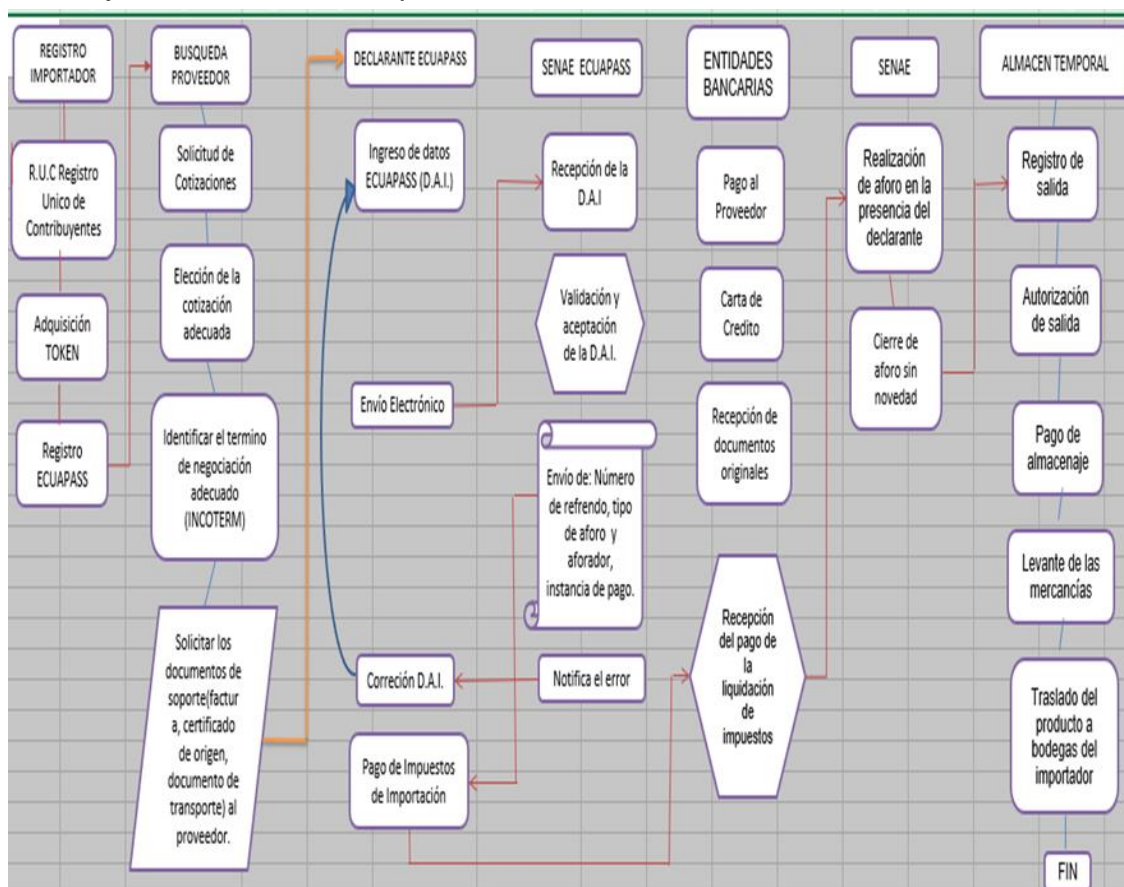 REGISTRO
IMPORTADOR
R.U.C Registro
Unico de
Contribuyentes
Adquisición
TOKEN
Registro
ECUAPASS
BUSQUEDA
PROVEEDOR
Solicitud de
Cotizaciones
Elección de la
cotización
adecuada
Identificar el termino
de negociación
adecuado
(INCOTERM)
Solicitar los
documentos de
soporte(factur
a, certificado
de origen,
documento de
transporte) al
proveedor.
DECLARANTE ECUAPASS
Ingreso de datos
ECUAPASS (D.A.I.)
Envío Electrónico
Correción D.A.I.
Pago de Impuestos
de Importación
SENAE ECUAPASS
Recepción de la
D.A.I
Validación y
aceptación
de la D.A.I.
Envío de: Número
de refrendo, tipo
de aforo y
aforador,
instancia de pago.
Notifica el error
ENTIDADES
BANCARIAS
Pago al
Proveedor
Carta de
Credito
Recepción de
documentos
originales
Recepción
del pago de
la
liquidación
de
impuestos
SENAE
Realización
de aforo en la
presencia del
declarante
Cierre de
aforo sin
novedad
ALMACEN TEMPORAL
Registro de
salida
Autorización
de salida
Pago de
almacenaje
Levante de las
mercancías.
Traslado del
producto a
bodegas del
importador
FIN